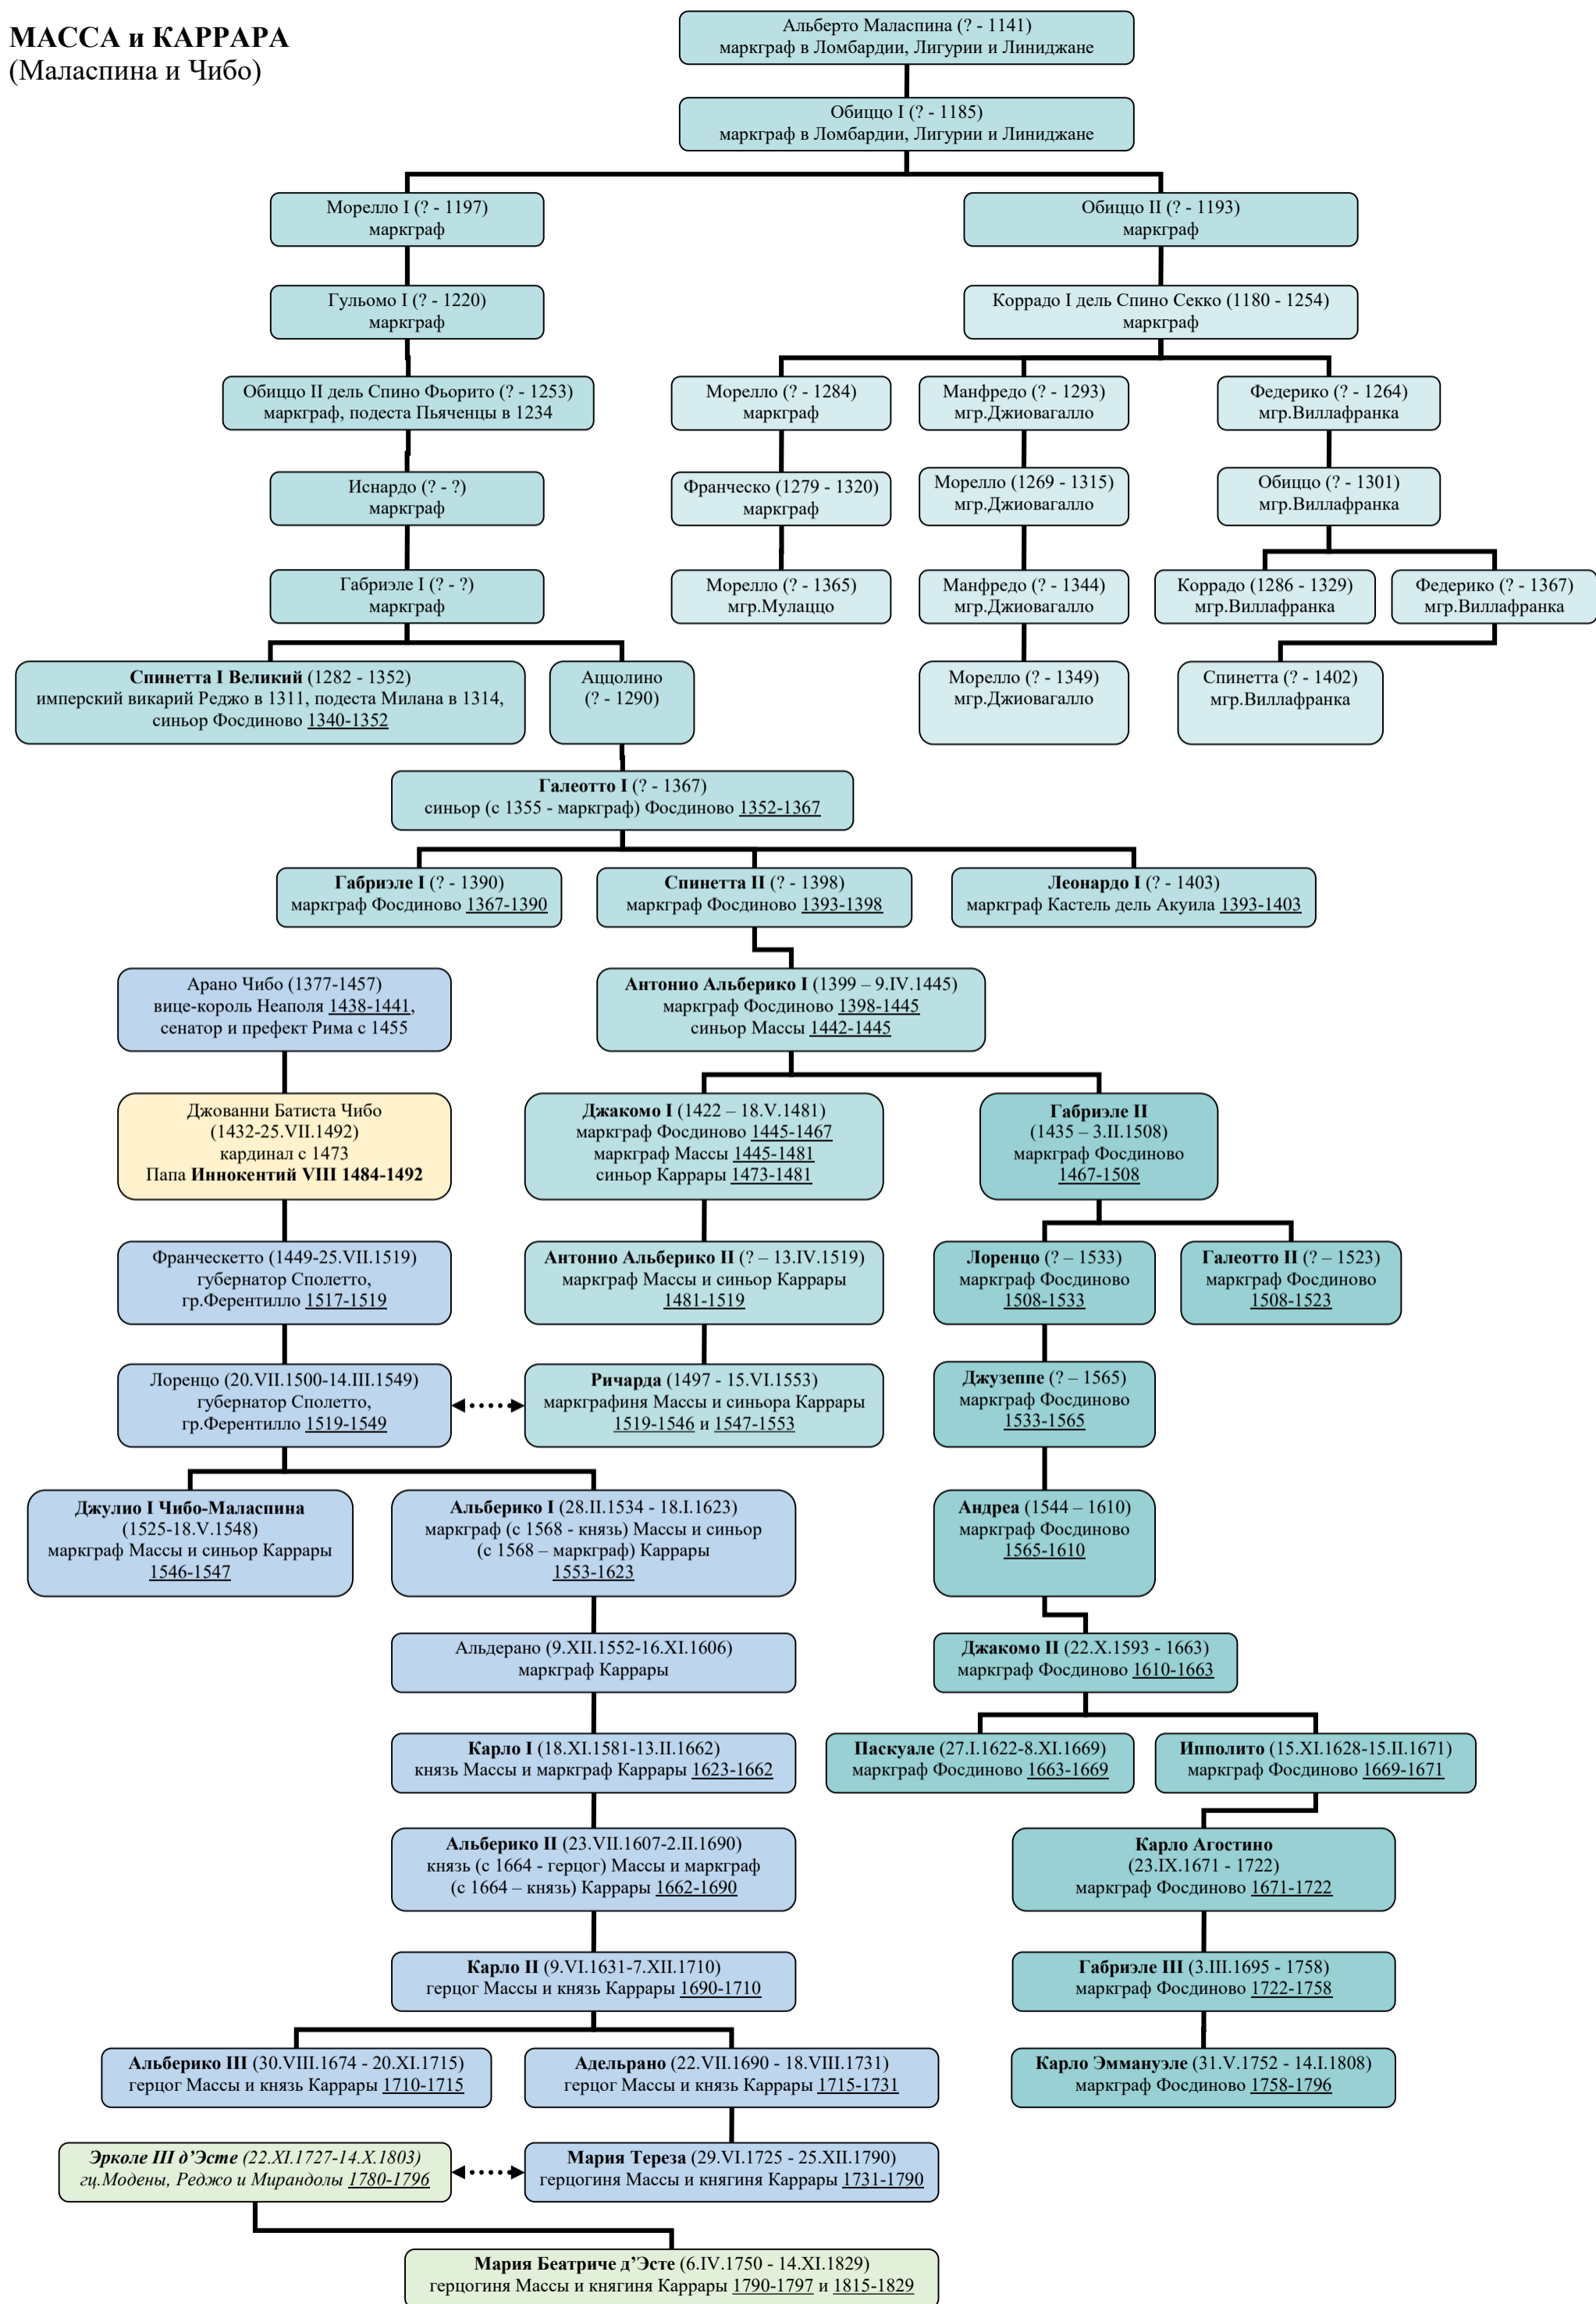 МАССА и КАРРАРА
(Маласпина и Чибо)
Альберто Маласпина (? - 1141)
маркграф в Ломбардии, Лигурии и Линиджане
Обиццо I (? - 1185)
маркграф в Ломбардии, Лигурии и Линиджане
Морелло I (? - 1197)
маркграф
Обиццо II (? - 1193)
маркграф
Гульомо I (? - 1220)
маркграф
Коррадо I дель Спино Секко (1180 - 1254)
маркграф
Обиццо II дель Спино Фьорито (? - 1253)
маркграф, подеста Пьяченцы в 1234
Морелло (? - 1284)
маркграф
Манфредо (? - 1293)
мгр.Джиовагалло
Федерико (? - 1264)
мгр.Виллафранка
Иснардо (? - ?)
маркграф
Франческо (1279 - 1320)
маркграф
Морелло (1269 - 1315)
мгр.Джиовагалло
Обиццо (? - 1301)
мгр.Виллафранка
Габриэле I (? - ?)
маркграф
Морелло (? - 1365)
мгр.Мулаццо
Манфредо (? - 1344)
мгр.Джиовагалло
Коррадо (1286 - 1329)
мгр.Виллафранка
Федерико (? - 1367)
мгр.Виллафранка
Спинетта I Великий (1282 - 1352)
имперский викарий Реджо в 1311, подеста Милана в 1314,
синьор Фосдиново 1340-1352
Аццолино
(? - 1290)
Морелло (? - 1349)
мгр.Джиовагалло
Спинетта (? - 1402)
мгр.Виллафранка
Галеотто I (? - 1367)
синьор (с 1355 - маркграф) Фосдиново 1352-1367
Габриэле I (? - 1390)
маркграф Фосдиново 1367-1390
Спинетта II (? - 1398)
маркграф Фосдиново 1393-1398
Леонардо I (? - 1403)
маркграф Кастель дель Акуила 1393-1403
Арано Чибо (1377-1457)
вице-король Неаполя 1438-1441,
сенатор и префект Рима с 1455
Антонио Альберико I (1399 – 9.IV.1445)
маркграф Фосдиново 1398-1445
синьор Массы 1442-1445
Джованни Батиста Чибо
(1432-25.VII.1492)
кардинал с 1473
Папа Иннокентий VIII 1484-1492
Джакомо I (1422 – 18.V.1481)
маркграф Фосдиново 1445-1467
маркграф Массы 1445-1481
синьор Каррары 1473-1481
Габриэле II
(1435 – 3.II.1508)
маркграф Фосдиново
1467-1508
Франческетто (1449-25.VII.1519)
губернатор Сполетто,
гр.Ферентилло 1517-1519
Антонио Альберико II (? – 13.IV.1519)
маркграф Массы и синьор Каррары
1481-1519
Лоренцо (? – 1533)
маркграф Фосдиново
1508-1533
Галеотто II (? – 1523)
маркграф Фосдиново
1508-1523
Лоренцо (20.VII.1500-14.III.1549)
губернатор Сполетто,
гр.Ферентилло 1519-1549
Ричарда (1497 - 15.VI.1553)
маркграфиня Массы и синьора Каррары
1519-1546 и 1547-1553
Джузеппе (? – 1565)
маркграф Фосдиново
1533-1565
Джулио I Чибо-Маласпина
(1525-18.V.1548)
маркграф Массы и синьор Каррары
1546-1547
Альберико I (28.II.1534 - 18.I.1623)
маркграф (с 1568 - князь) Массы и синьор
(с 1568 – маркграф) Каррары
1553-1623
Андреа (1544 – 1610)
маркграф Фосдиново
1565-1610
Альдерано (9.XII.1552-16.XI.1606)
маркграф Каррары
Джакомо II (22.X.1593 - 1663)
маркграф Фосдиново 1610-1663
Карло I (18.XI.1581-13.II.1662)
князь Массы и маркграф Каррары 1623-1662
Паскуале (27.I.1622-8.XI.1669)
маркграф Фосдиново 1663-1669
Ипполито (15.XI.1628-15.II.1671)
маркграф Фосдиново 1669-1671
Альберико II (23.VII.1607-2.II.1690)
князь (с 1664 - герцог) Массы и маркграф
(с 1664 – князь) Каррары 1662-1690
Карло Агостино
(23.IX.1671 - 1722)
маркграф Фосдиново 1671-1722
Карло II (9.VI.1631-7.XII.1710)
герцог Массы и князь Каррары 1690-1710
Габриэле III (3.III.1695 - 1758)
маркграф Фосдиново 1722-1758
Альберико III (30.VIII.1674 - 20.XI.1715)
герцог Массы и князь Каррары 1710-1715
Адельрано (22.VII.1690 - 18.VIII.1731)
герцог Массы и князь Каррары 1715-1731
Карло Эммануэле (31.V.1752 - 14.I.1808)
маркграф Фосдиново 1758-1796
Эрколе III д’Эсте (22.XI.1727-14.X.1803)
гц.Модены, Реджо и Мирандолы 1780-1796
Мария Тереза (29.VI.1725 - 25.XII.1790)
герцогиня Массы и княгиня Каррары 1731-1790
Мария Беатриче д’Эсте (6.IV.1750 - 14.XI.1829)
герцогиня Массы и княгиня Каррары 1790-1797 и 1815-1829